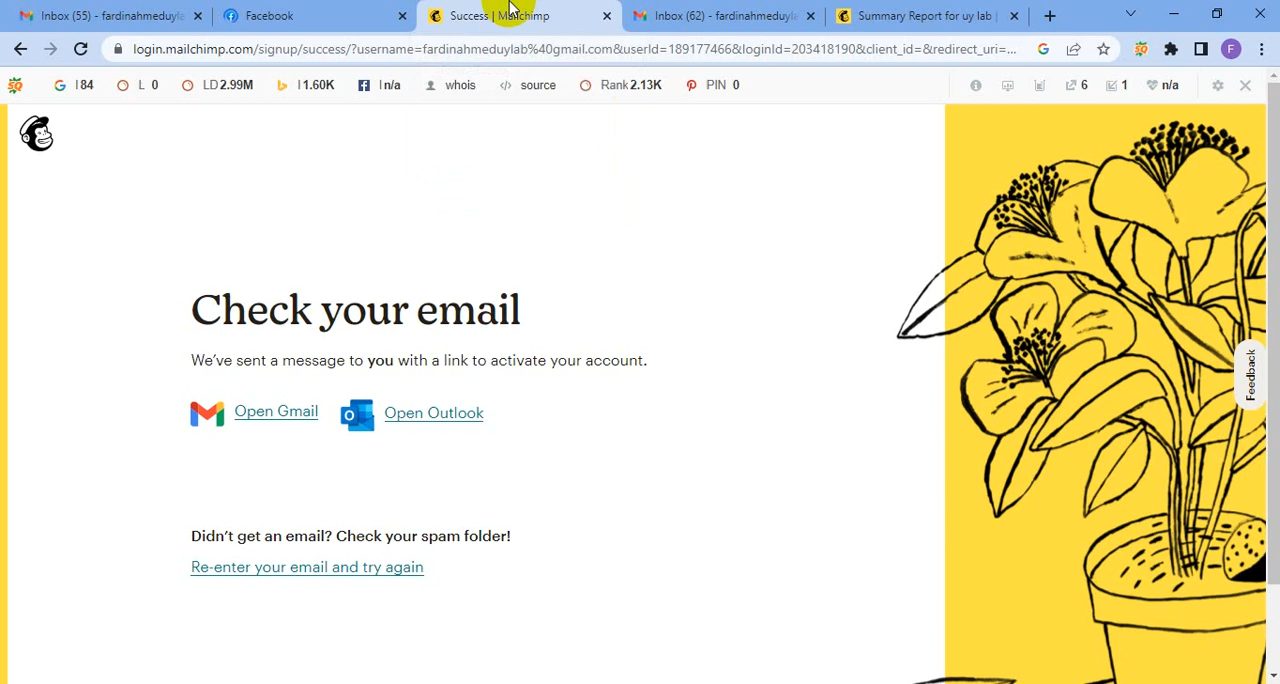 Inbox (55) - fardinahmeduyla
Facebook
Success | Mailchimp
Inbox (62) - fardinahmeduyla
Summary Report for uy lab |
login.mailchimp.com/signup/success/?username=fardinahmeduylab%40gmail.com&userId=189177466&loginId=203418190&client_id=&redirect_uri=...
F
SQ
I 84
L 0
LD 2.99M
I 1.60K
I n/a
whois
source
Rank 2.13K
PIN 0
6
1
n/a
Check your email
We've sent a message to you with a link to activate your account.
Open Gmail
Open Outlook
Didn't get an email? Check your spam folder!
Re-enter your email and try again
Feedback